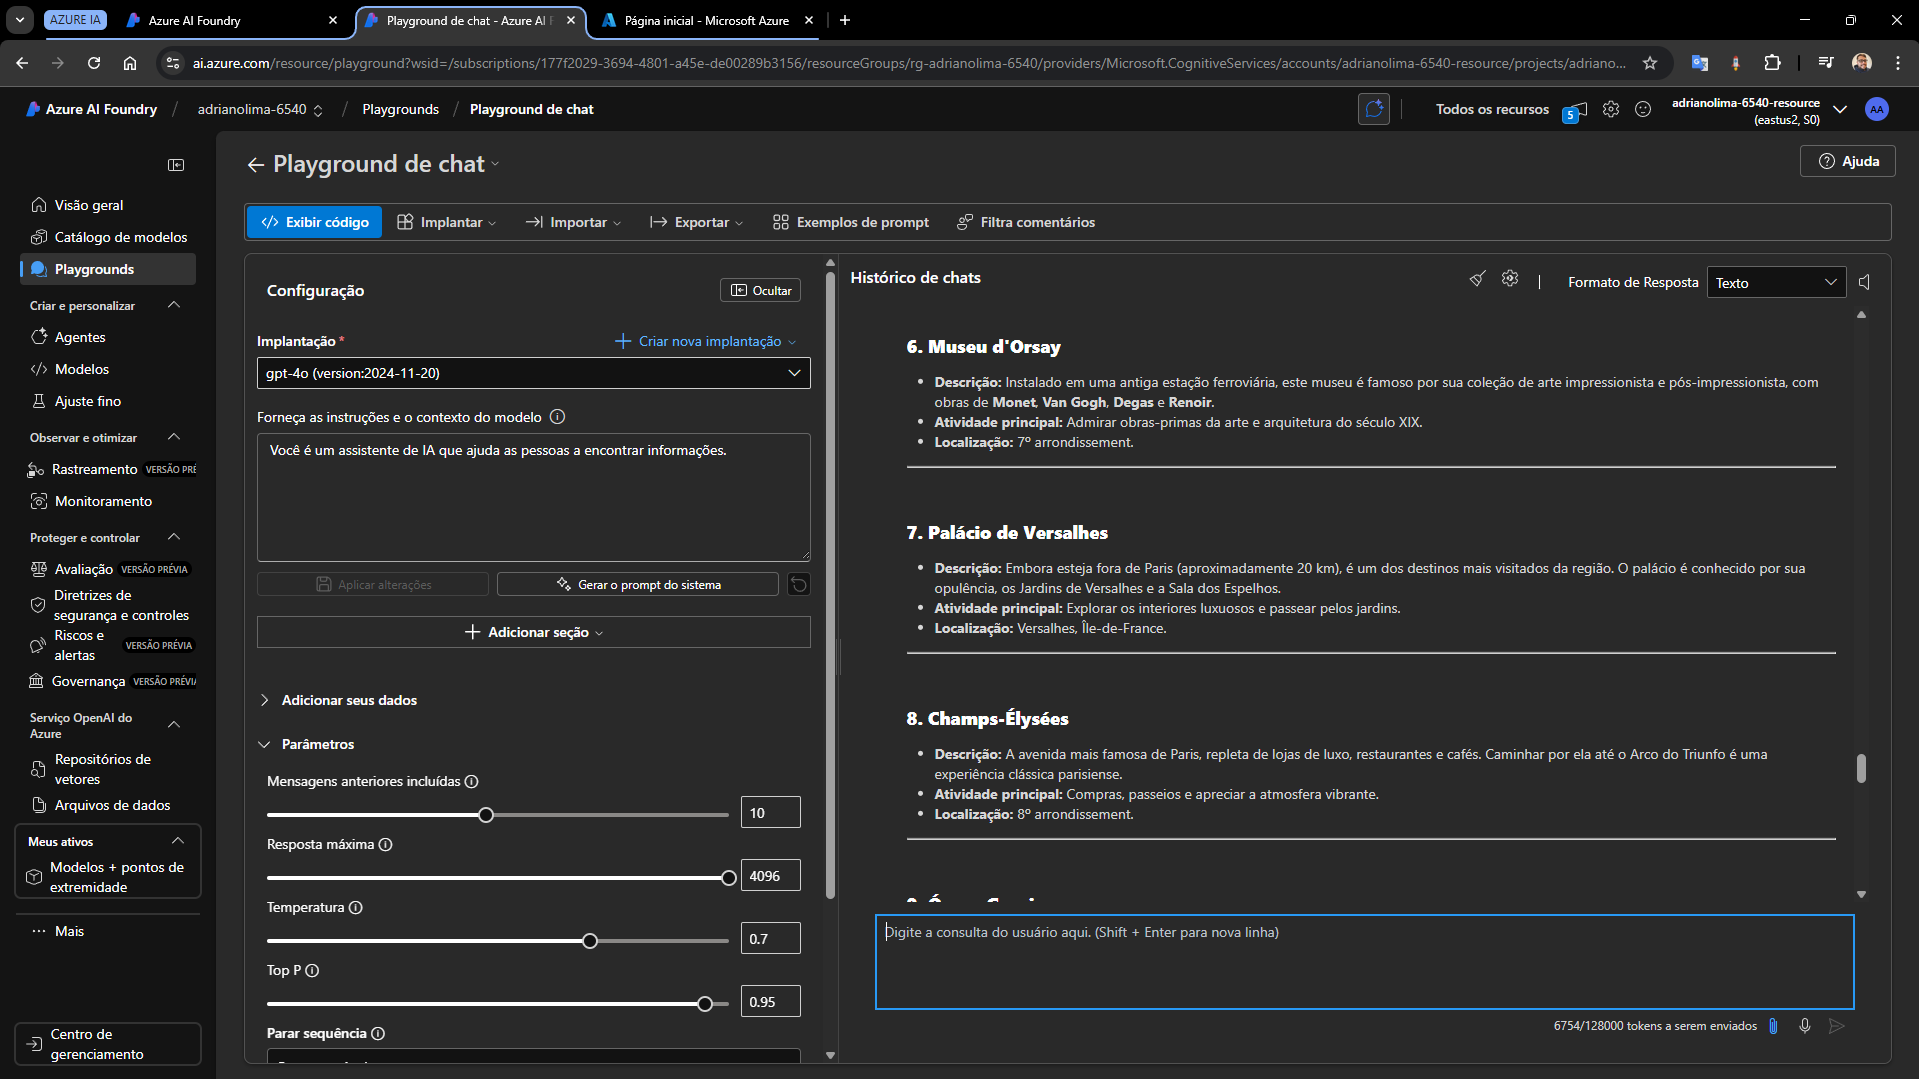 AZURE IA
Azure AI Foundry
Playground de chat - Azure AI F
Página inicial - Microsoft Azure
ai.azure.com/resource/playground?wsid=/subscriptions/177f2029-3694-4801-a45e-de00289b3156/resourceGroups/rg-adrianolima-6540/providers/Microsoft.CognitiveServices/accounts/adrianolima-6540-resource/projects/adriano...
Azure AI Foundry / adrianolima-6540 / Playgrounds / Playground de chat
Todos os recursos
5
adrianolima-6540-resource
(eastus2, S0)
AA
Visão geral
Catálogo de modelos
Playgrounds
Criar e personalizar
Agentes
Modelos
Ajuste fino
Observar e otimizar
Rastreamento VERSÃO PRÉ
Monitoramento
Proteger e controlar
Avaliação VERSÃO PRÉVIA
Diretrizes de
segurança e controles
Riscos e
alertas VERSÃO PRÉVIA
Governança VERSÃO PRÉVIA
Serviço OpenAI do
Azure
Repositórios de
vetores
Arquivos de dados
Meus ativos
Modelos + pontos de
extremidade
Mais
Centro de
gerenciamento
Playground de chat
Ajuda
Exibir código
Implantar
Importar
Exportar
Exemplos de prompt
Filtra comentários
Configuração
Ocultar
Implantação *
Criar nova implantação
gpt-4o (version:2024-11-20)
Forneça as instruções e o contexto do modelo
Você é um assistente de IA que ajuda as pessoas a encontrar informações.
Aplicar alterações
Gerar o prompt do sistema
Adicionar seção
Adicionar seus dados
Parâmetros
Mensagens anteriores incluídas
10
Resposta máxima
4096
Temperatura
0.7
Top P
0.95
Parar sequência
Histórico de chats
Formato de Resposta
Texto
6. Museu d'Orsay
• Descrição: Instalado em uma antiga estação ferroviária, este museu é famoso por sua coleção de arte impressionista e pós-impressionista, com
obras de Monet, Van Gogh, Degas e Renoir.
• Atividade principal: Admirar obras-primas da arte e arquitetura do século XIX.
• Localização: 7º arrondissement.
7. Palácio de Versalhes
• Descrição: Embora esteja fora de Paris (aproximadamente 20 km), é um dos destinos mais visitados da região. O palácio é conhecido por sua
opulência, os Jardins de Versalhes e a Sala dos Espelhos.
• Atividade principal: Explorar os interiores luxuosos e passear pelos jardins.
• Localização: Versalhes, Île-de-France.
8. Champs-Élysées
• Descrição: A avenida mais famosa de Paris, repleta de lojas de luxo, restaurantes e cafés. Caminhar por ela até o Arco do Triunfo é uma
experiência clássica parisiense.
• Atividade principal: Compras, passeios e apreciar a atmosfera vibrante.
• Localização: 8º arrondissement.
Digite a consulta do usuário aqui. (Shift + Enter para nova linha)
6754/128000 tokens a serem enviados